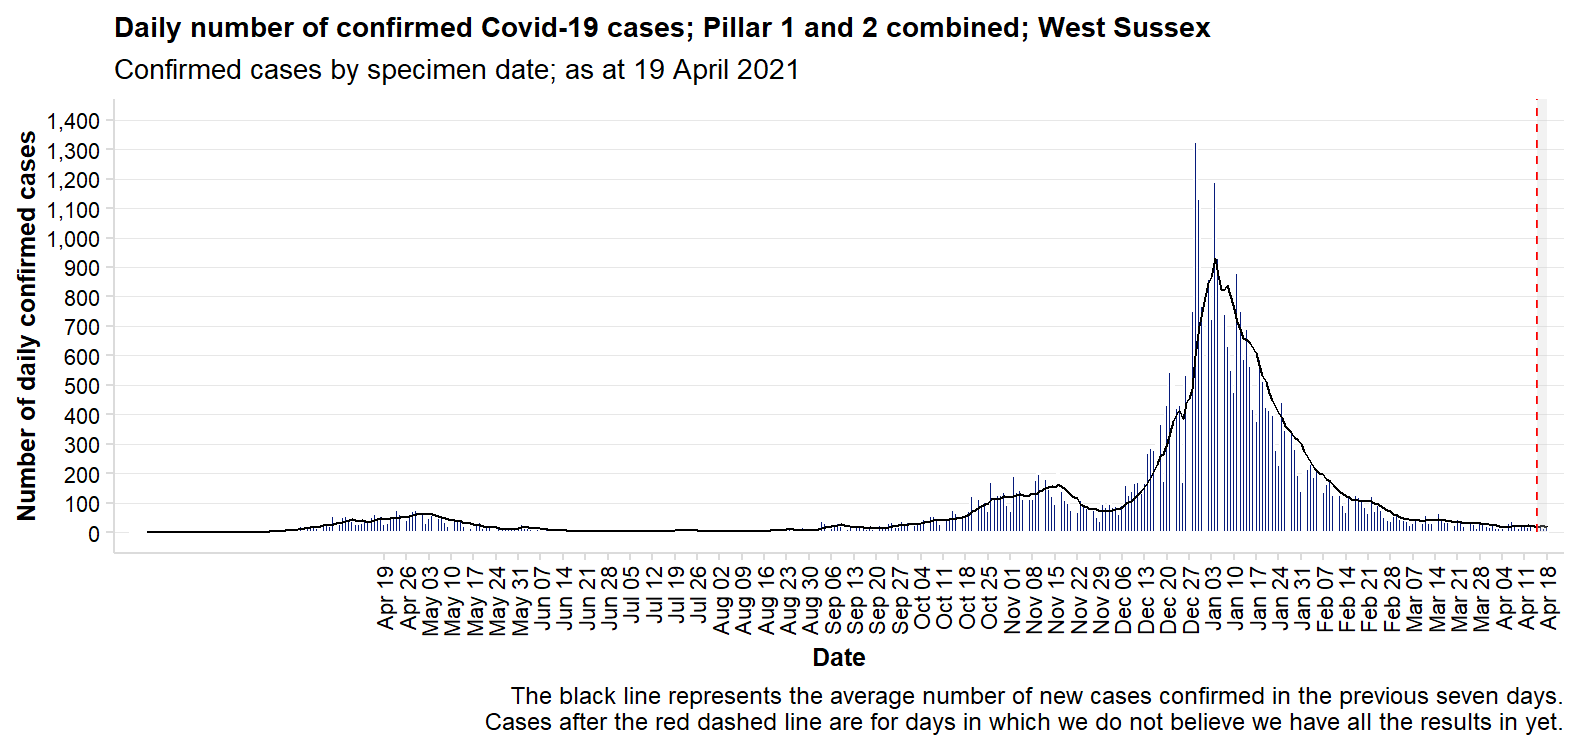 Daily number of confirmed Covid-19 cases; Pillar 1 and 2 combined; West Sussex
Confirmed cases by specimen date; as at 19 April 2021
Number of daily confirmed cases
1,400
1,300
1,200
1,100
1,000
900
800
700
600
500
400
300
200
100
0
Apr 19
Apr 26
May 03
May 10
May 17
May 24
May 31
Jun 07
Jun 14
Jun 21
Jun 28
Jul 05
Jul 12
Jul 19
Jul 26
Aug 02
Aug 09
Aug 16
Aug 23
Aug 30
Sep 06
Sep 13
Sep 20
Sep 27
Oct 04
Oct 11
Oct 18
Oct 25
Nov 01
Nov 08
Nov 15
Nov 22
Nov 29
Dec 06
Dec 13
Dec 20
Dec 27
Jan 03
Jan 10
Jan 17
Jan 24
Jan 31
Feb 07
Feb 14
Feb 21
Feb 28
Mar 07
Mar 14
Mar 21
Mar 28
Apr 04
Apr 11
Apr 18
Date
The black line represents the average number of new cases confirmed in the previous seven days.
Cases after the red dashed line are for days in which we do not believe we have all the results in yet.